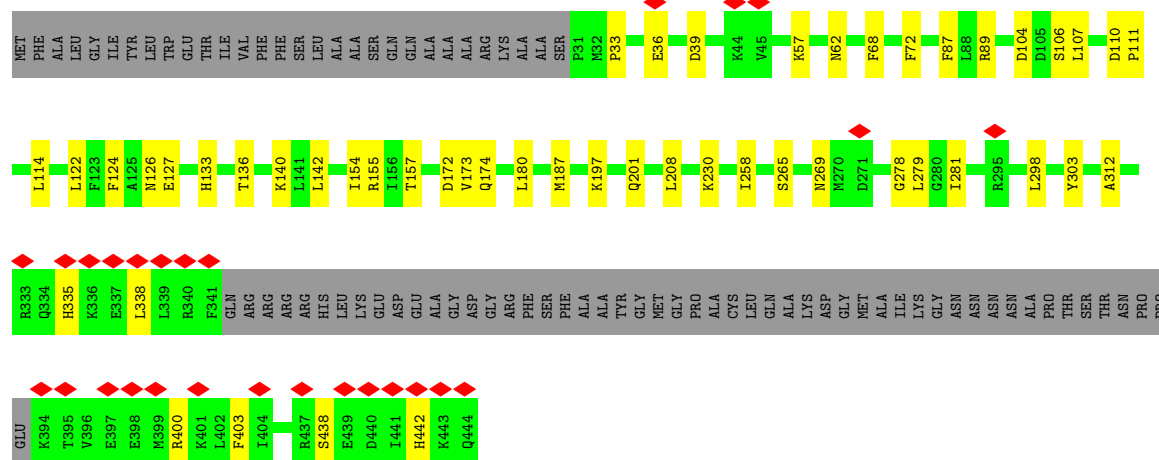 MET PHE ALA LEU GLY ILE TYR LEU TRP GLU THR ILE VAL PHE PHE SER LEU ALA ALA SER GLN GLN ALA ALA ALA ARG LYS ALA ALA SER P31 M32 P33 E36 D39 K44 V45 K57 N62 F68 F72 F87 L88 R89 D104 D105 S106 L107 D110 P111
L114 L122 F123 F124 A125 N126 E127 H133 T136 K140 L141 L142 I154 R155 I156 T157 D172 V173 Q174 L180 M187 K197 Q201 L208 K230 I258 S265 N269 M270 D271 G278 L279 G280 I281 R295 L298 Y303 A312
R333 Q334 H335 K336 E337 L338 L339 R340 F341 GLN ARG ARG ARG ARG HIS LEU LYS GLU ASP GLU ALA GLY ASP GLY ARG PHE SER PHE ALA ALA TYR GLY MET GLY PRO ALA CYS LEU GLN ALA LYS ASP GLY MET ALA ILE LYS GLY ASN ASN ASN ASN ALA PRO THR SER THR ASN PRO
GLU K394 T395 V396 E397 E398 M399 R400 K401 L402 F403 I404 R437 S438 E439 D440 I441 H442 K443 Q444